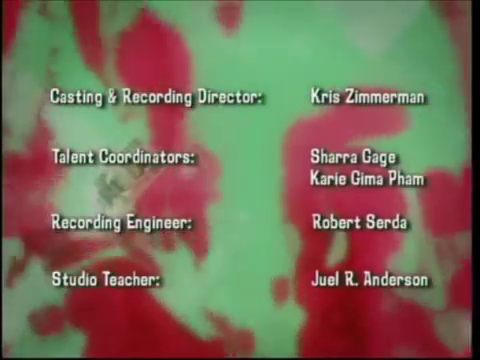 Casting & Recording Director: Kris Zimmerman
Talent Coordinators: Sharra Gage
Karie Gima Pham
Recording Engineer: Robert Serda
Studio Teacher: Juel R. Anderson